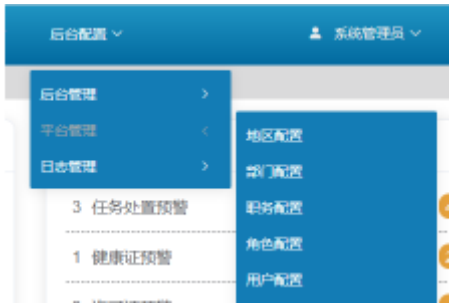 后台配置
系统管理员
后台管理
平台管理
日志管理
地区配置
部门配置
职务配置
角色配置
用户配置
3 任务处置预警
1 健康证预警